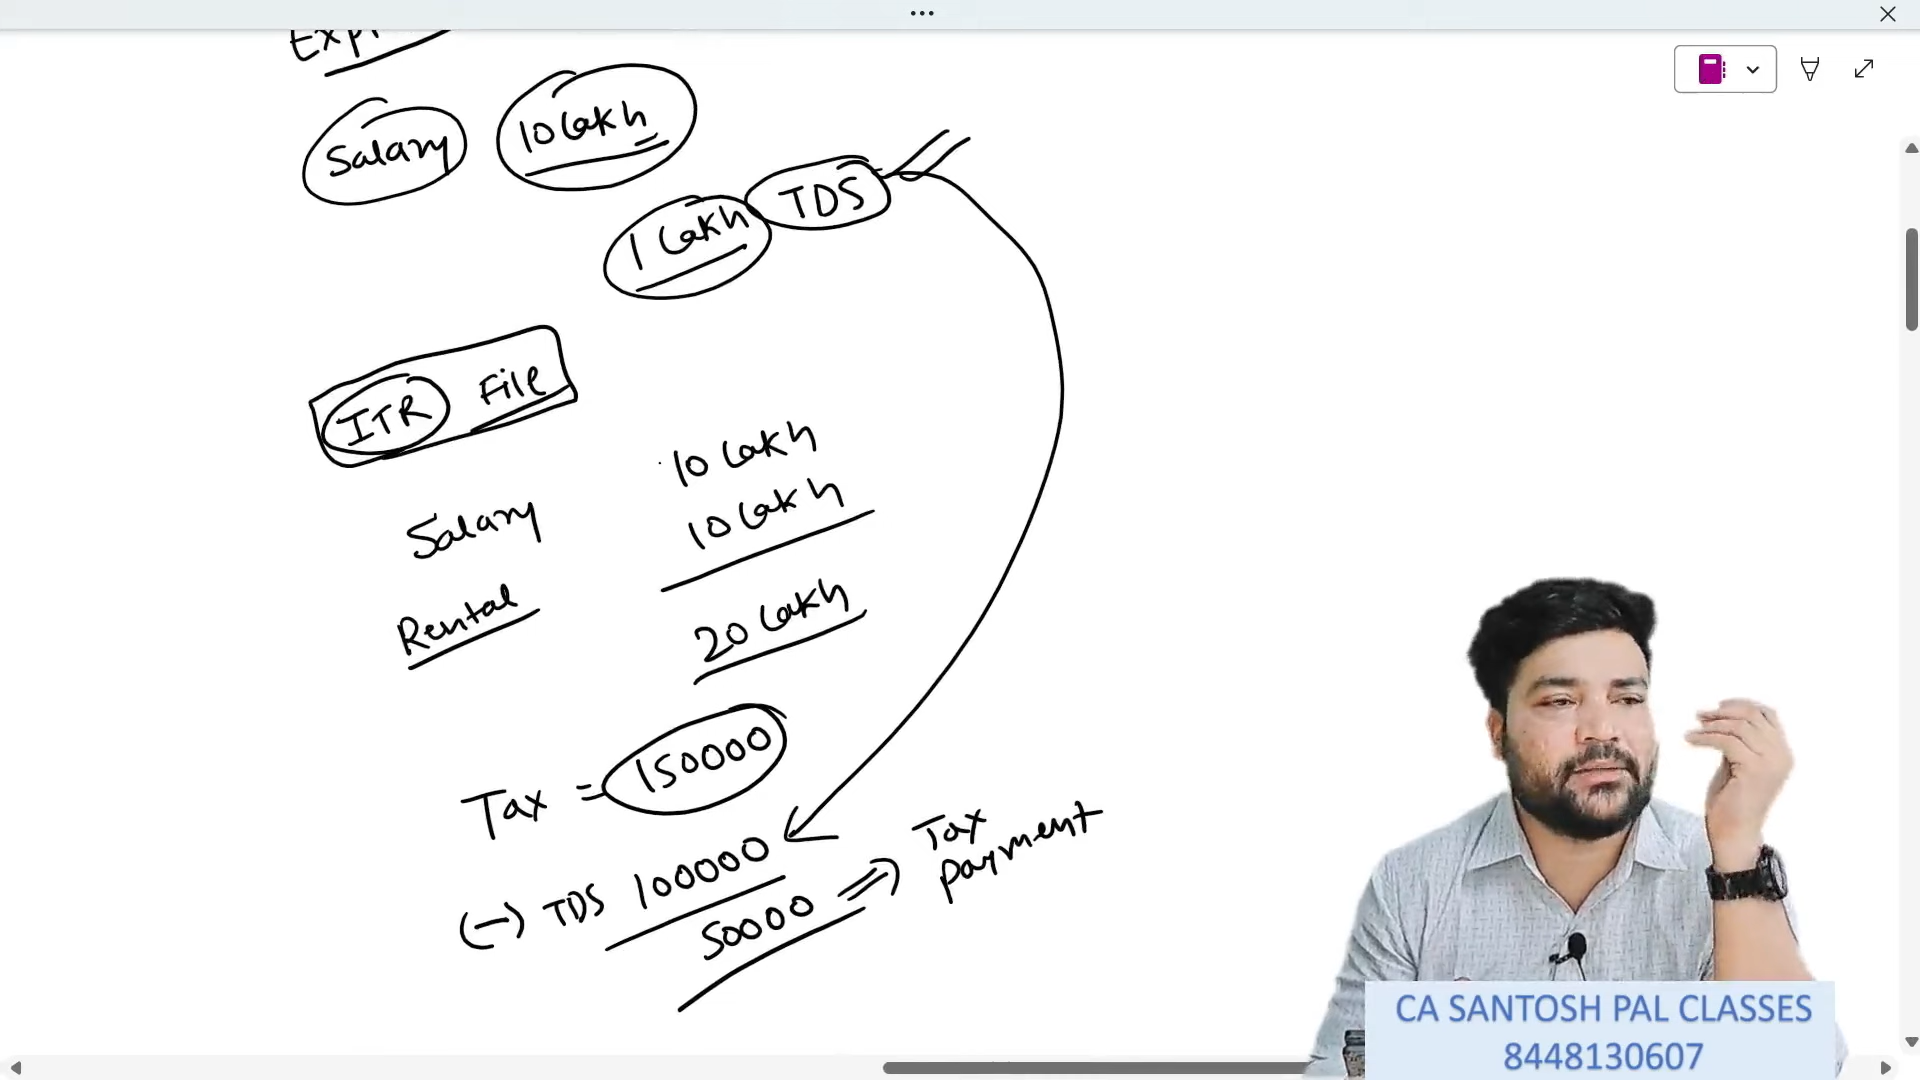 Salary 10 Lakh
1 Lakh TDS
ITR File
Salary 10 Lakh
Rental 10 Lakh
20 Lakh
Tax = 150000
(-) TDS 100000
50000 ⇒ Tax payment
CA SANTOSH PAL CLASSES
8448130607